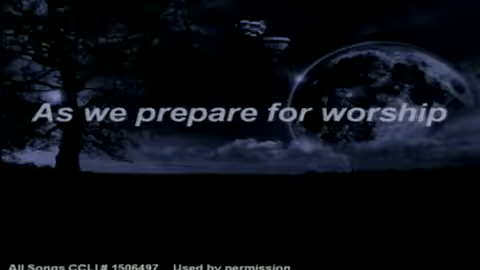 As we prepare for worship
All Songs CCLI # 1506497   Used by permission